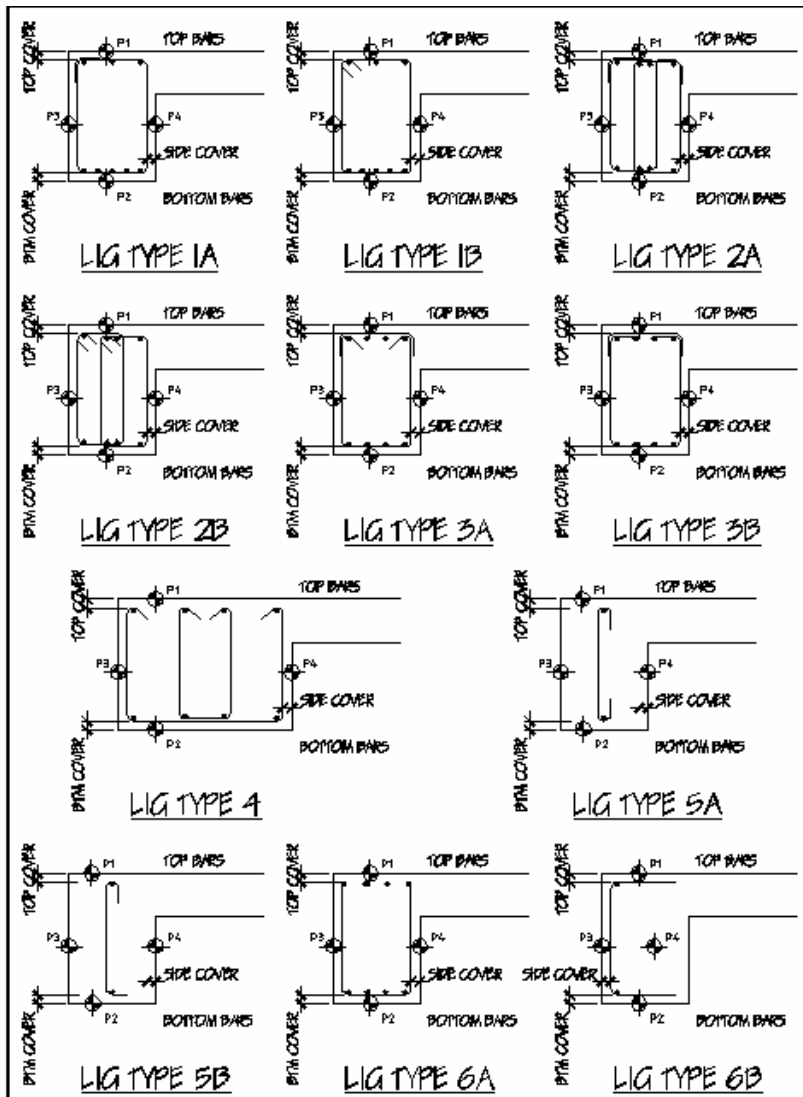 TOP COVER P1 TOP BARS
P3 P4
SIDE COVER
BTM COVER P2 BOTTOM BARS
LIG TYPE 1A
TOP COVER P1 TOP BARS
P3 P4
SIDE COVER
BTM COVER P2 BOTTOM BARS
LIG TYPE 1B
TOP COVER P1 TOP BARS
P3 P4
SIDE COVER
BTM COVER P2 BOTTOM BARS
LIG TYPE 2A
TOP COVER P1 TOP BARS
P3 P4
SIDE COVER
BTM COVER P2 BOTTOM BARS
LIG TYPE 2B
TOP COVER P1 TOP BARS
P3 P4
SIDE COVER
BTM COVER P2 BOTTOM BARS
LIG TYPE 3A
TOP COVER P1 TOP BARS
P3 P4
SIDE COVER
BTM COVER P2 BOTTOM BARS
LIG TYPE 3B
TOP COVER P1 TOP BARS
P3 P4
SIDE COVER
BTM COVER P2 BOTTOM BARS
LIG TYPE 4
TOP COVER P1 TOP BARS
P3 P4
SIDE COVER
BTM COVER P2 BOTTOM BARS
LIG TYPE 5A
TOP COVER P1 TOP BARS
P3 P4
SIDE COVER
BTM COVER P2 BOTTOM BARS
LIG TYPE 5B
TOP COVER P1 TOP BARS
P3 P4
SIDE COVER
BTM COVER P2 BOTTOM BARS
LIG TYPE 6A
TOP COVER P1 TOP BARS
P3 P4
SIDE COVER
BTM COVER P2 BOTTOM BARS
LIG TYPE 6B